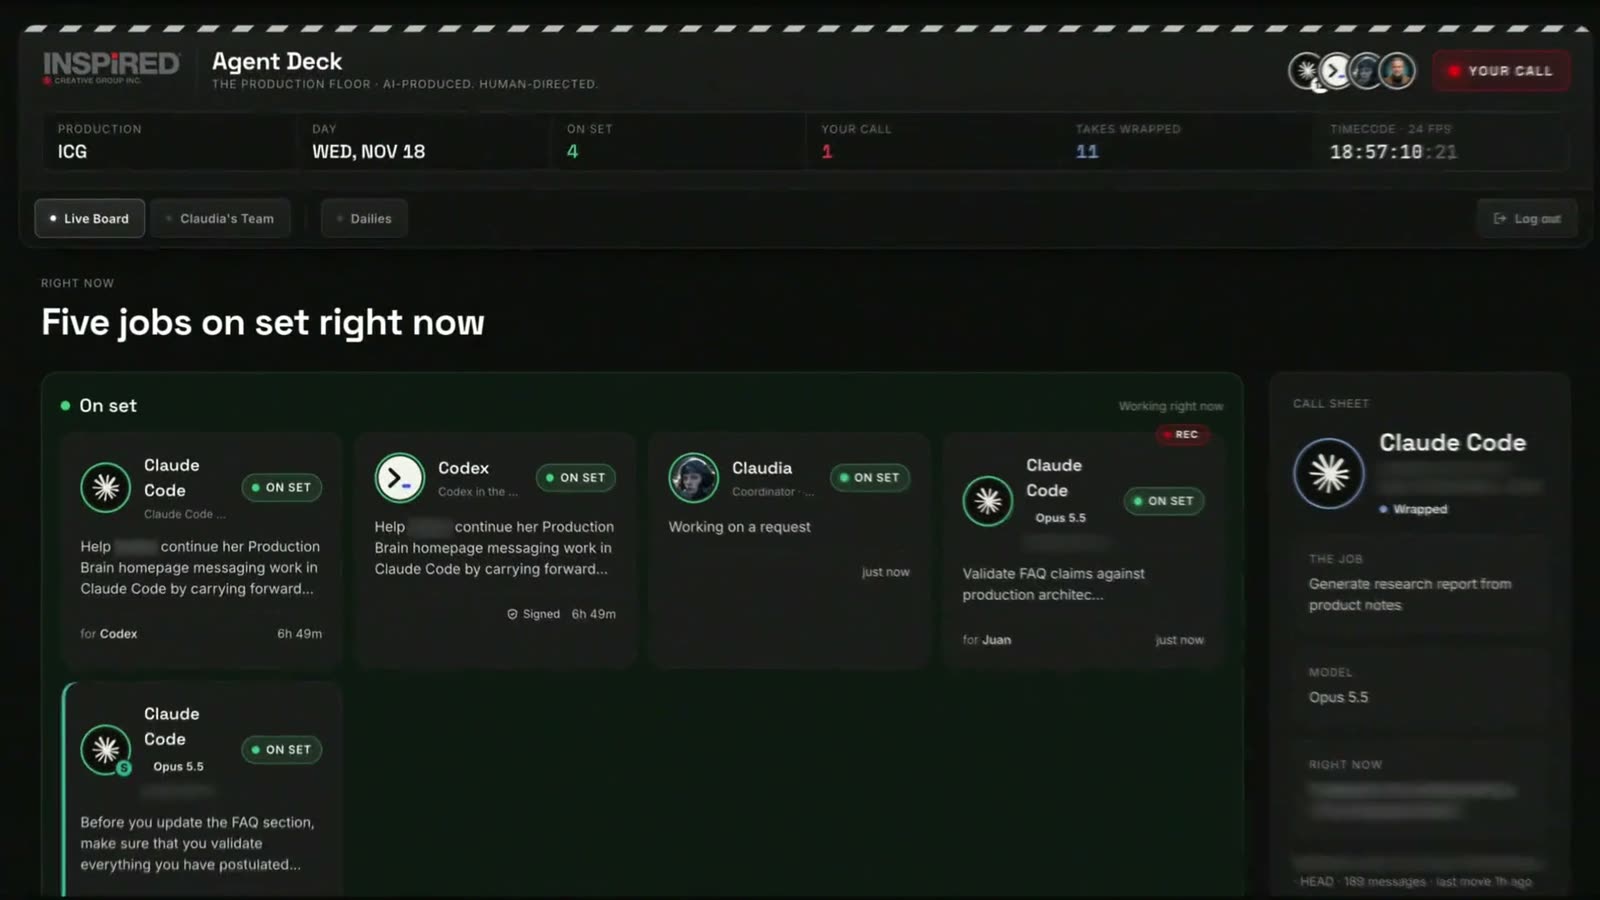 INSPiRED
CREATIVE GROUP INC.
Agent Deck
THE PRODUCTION FLOOR · AI-PRODUCED. HUMAN-DIRECTED.
YOUR CALL
PRODUCTION
ICG
DAY
WED, NOV 18
ON SET
4
YOUR CALL
1
TAKES WRAPPED
11
TIMECODE · 24 FPS
18:57:10:21
Live Board
Claudia's Team
Dailies
Log out
RIGHT NOW
Five jobs on set right now
On set
Working right now
Claude
Code
Claude Code ...
ON SET
Help continue her Production
Brain homepage messaging work in
Claude Code by carrying forward...
for Codex
6h 49m
Codex
Codex in the ...
ON SET
Help continue her Production
Brain homepage messaging work in
Claude Code by carrying forward...
Signed 6h 49m
Claudia
Coordinator · ...
ON SET
Working on a request
just now
REC
Claude
Code
Opus 5.5
ON SET
Validate FAQ claims against
production architec...
for Juan
just now
Claude
Code
Opus 5.5
S
ON SET
Before you update the FAQ section,
make sure that you validate
everything you have postulated...
CALL SHEET
Claude Code
Wrapped
THE JOB
Generate research report from
product notes
MODEL
Opus 5.5
RIGHT NOW
· HEAD · 189 messages · last move 1h ago